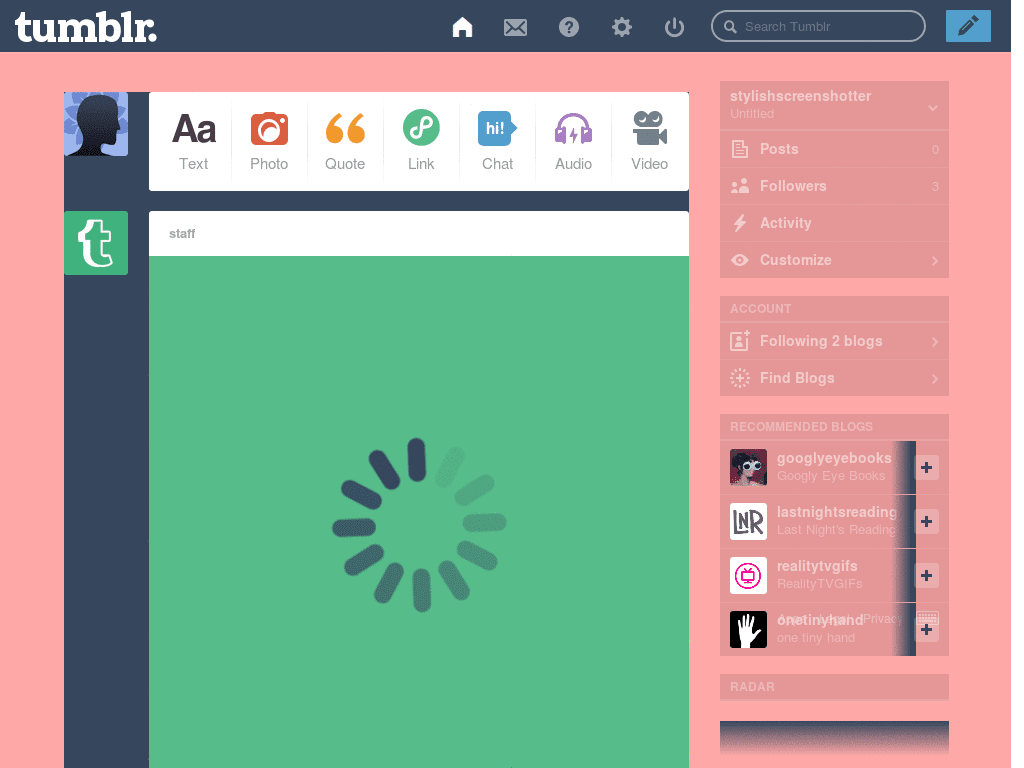 tumblr.
Search Tumblr
Aa
hi!
Text
Photo
Quote
Link
Chat
Audio
Video
staff
stylishscreenshotter
Untitled
Posts 0
Followers 3
Activity
Customize
ACCOUNT
Following 2 blogs
Find Blogs
RECOMMENDED BLOGS
googlyeyebooks
Googly Eye Books
LNR
lastnightsreading
Last Night's Reading
realitytvgifs
RealityTVGIFs
onetinyhand
Legal Privacy
one tiny hand
RADAR